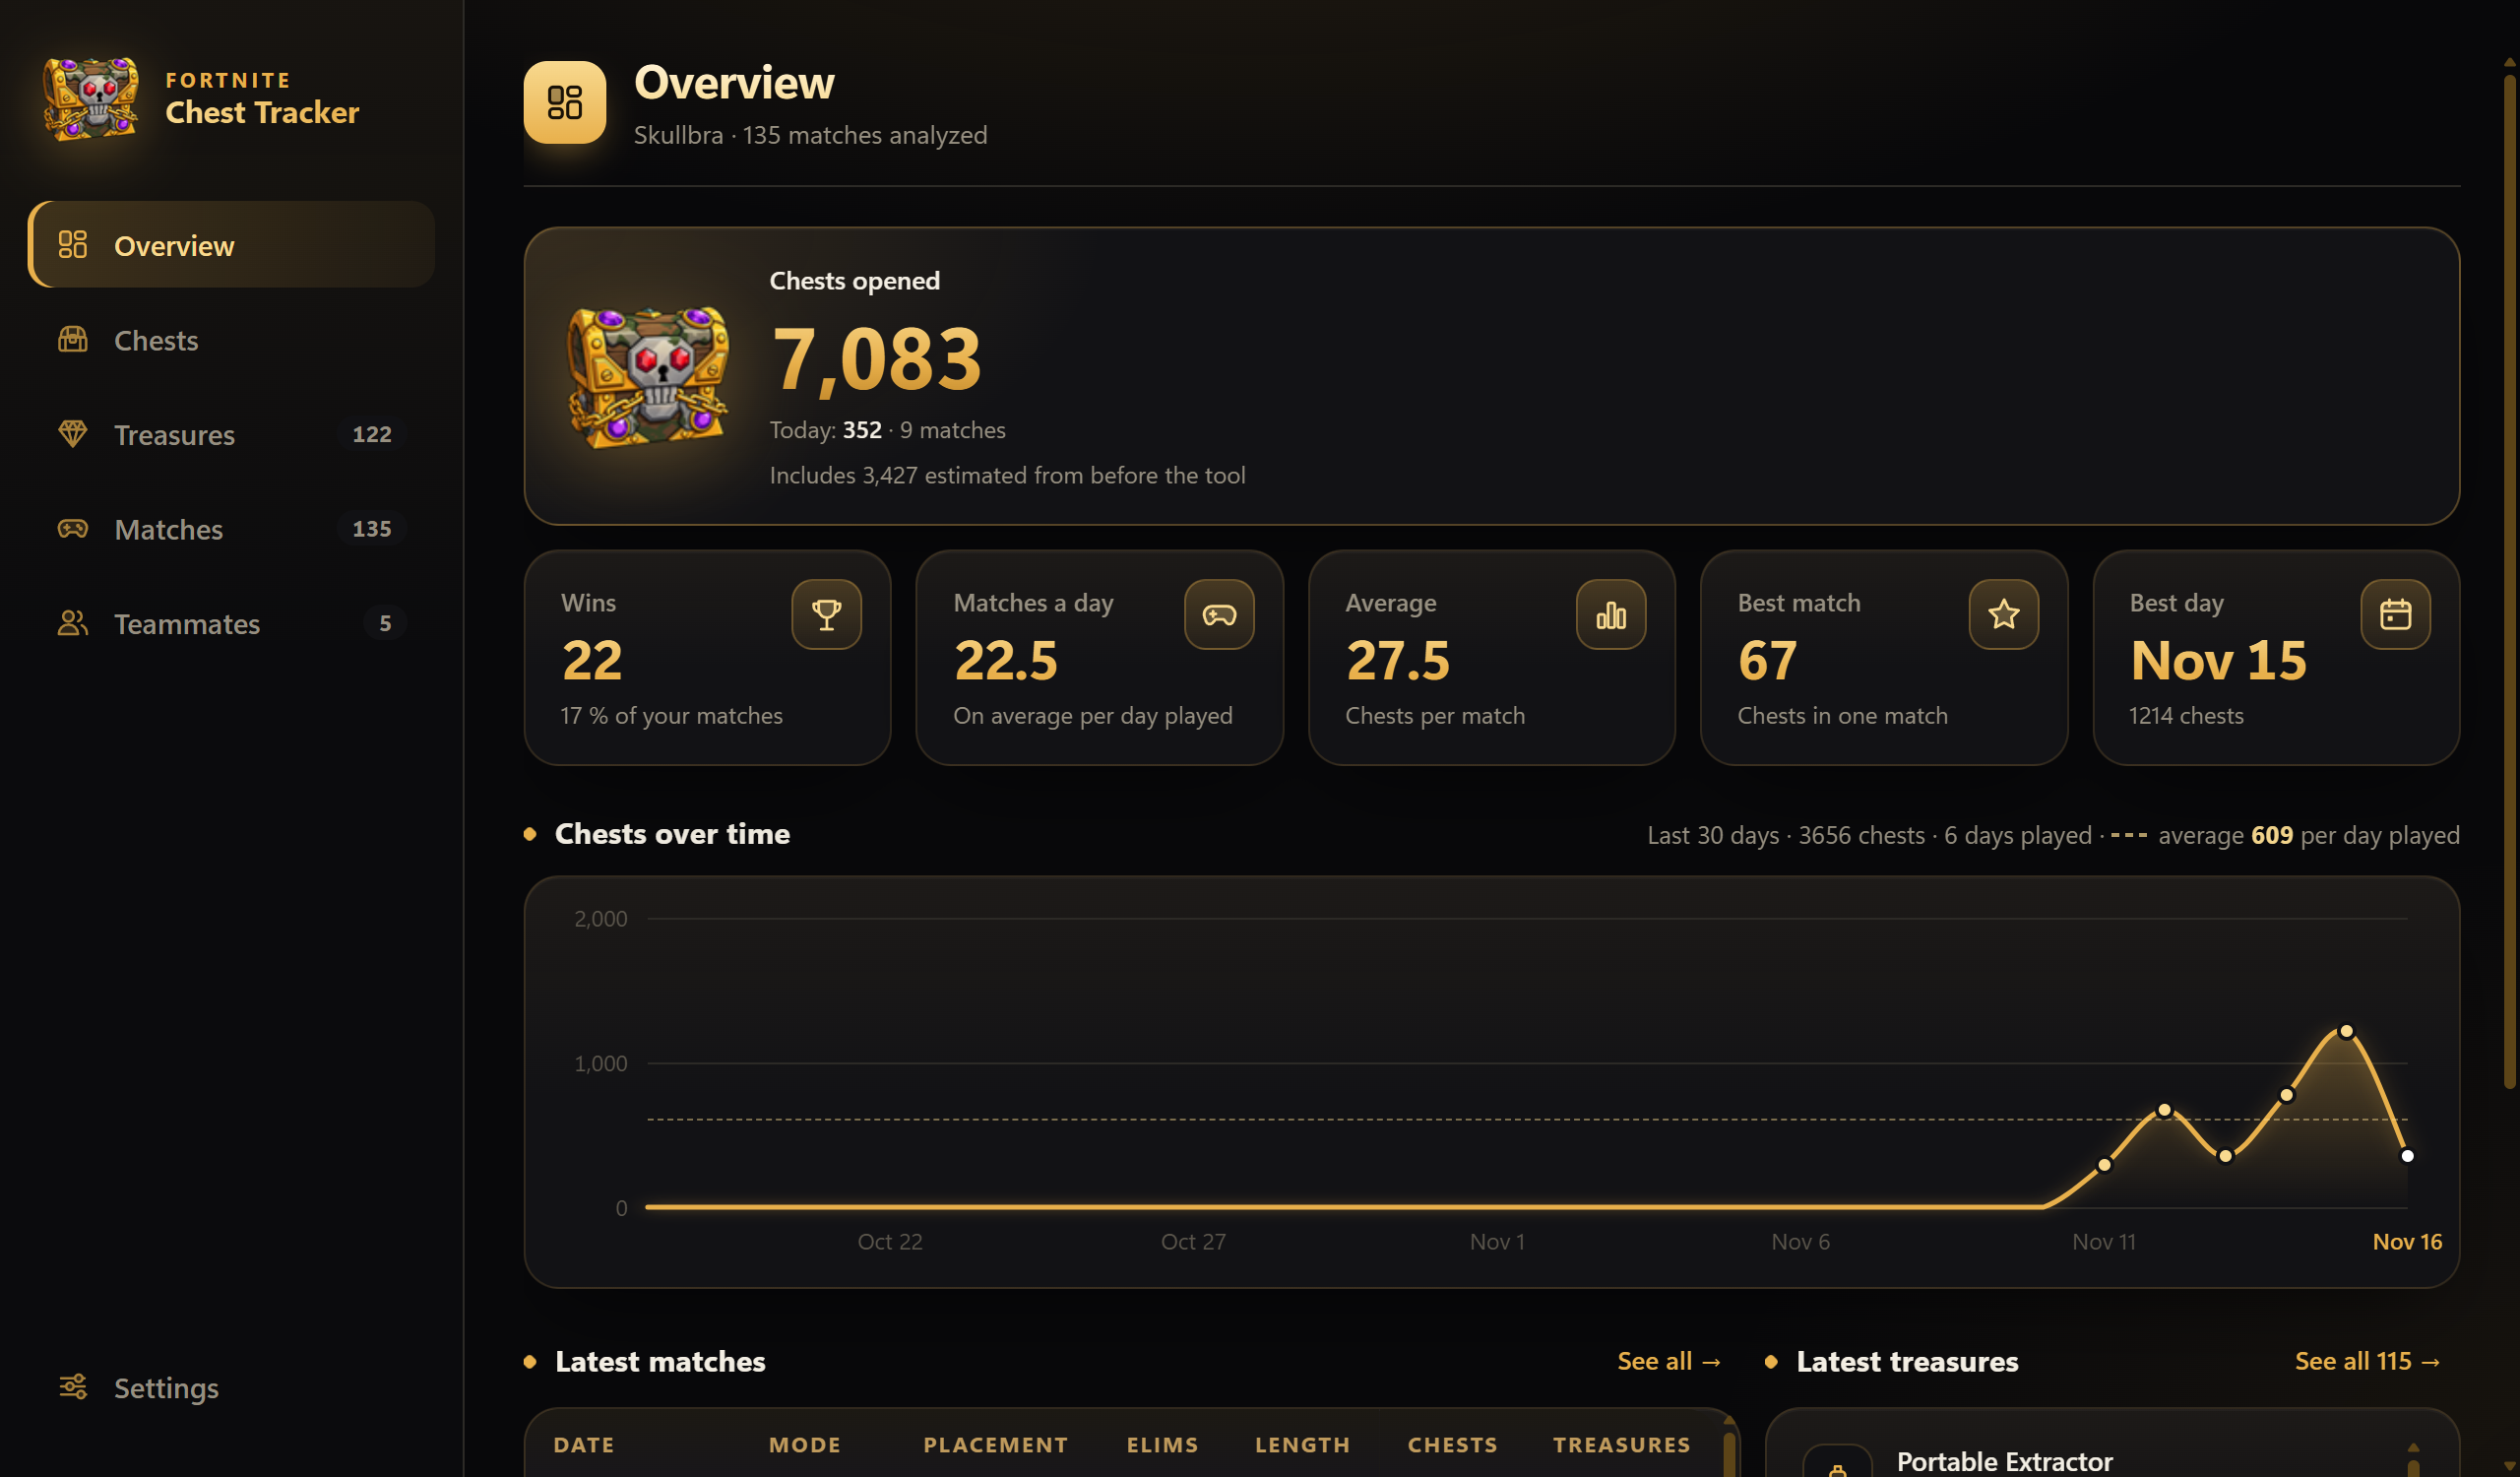 FORTNITE
Chest Tracker
Overview
Chests
Treasures 122
Matches 135
Teammates 5
Settings
Overview
Skullbra · 135 matches analyzed
Chests opened
7,083
Today: 352 · 9 matches
Includes 3,427 estimated from before the tool
Wins
22
17 % of your matches
Matches a day
22.5
On average per day played
Average
27.5
Chests per match
Best match
67
Chests in one match
Best day
Nov 15
1214 chests
Chests over time
Last 30 days · 3656 chests · 6 days played · --- average 609 per day played
2,000
1,000
0
Oct 22 Oct 27 Nov 1 Nov 6 Nov 11 Nov 16
Latest matches See all →
DATE MODE PLACEMENT ELIMS LENGTH CHESTS TREASURES
Latest treasures See all 115 →
Portable Extractor